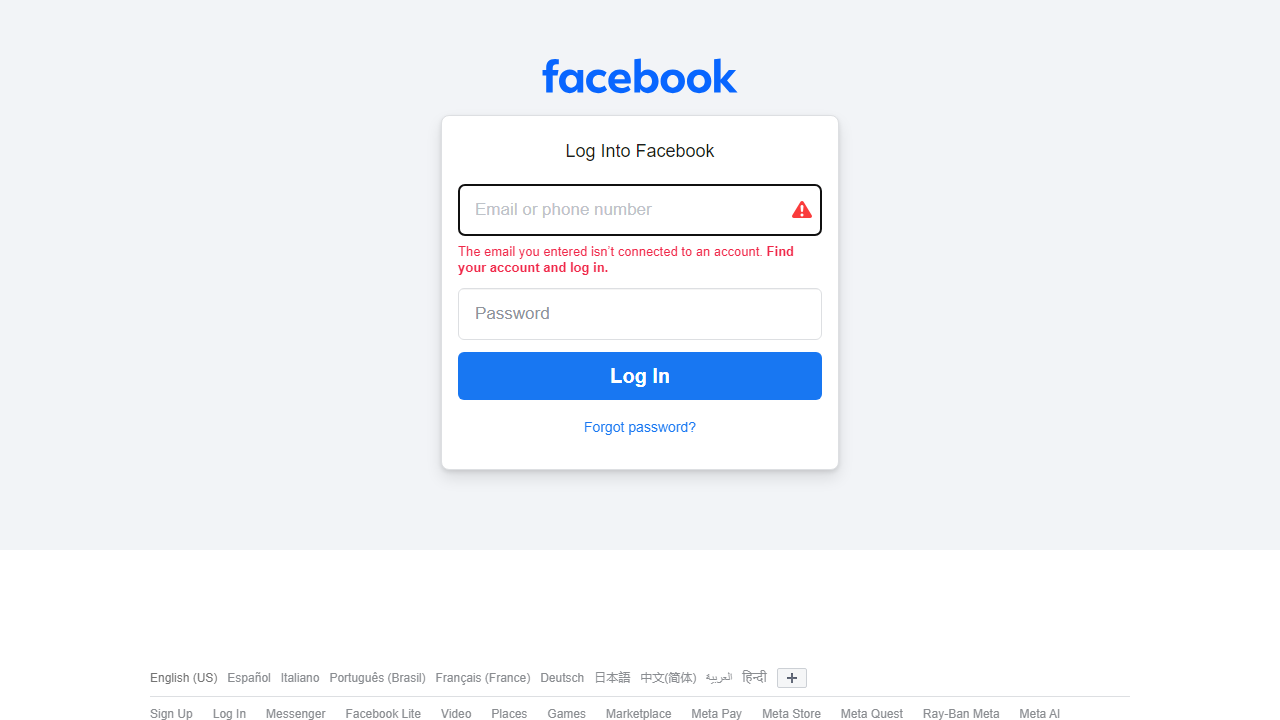 facebook
Log Into Facebook
Email or phone number
The email you entered isn’t connected to an account. Find
your account and log in.
Password
Log In
Forgot password?
English (US) Español Italiano Português (Brasil) Français (France) Deutsch 日本語 中文(简体) العربية हिन्दी
Sign Up Log In Messenger Facebook Lite Video Places Games Marketplace Meta Pay Meta Store Meta Quest Ray-Ban Meta Meta AI